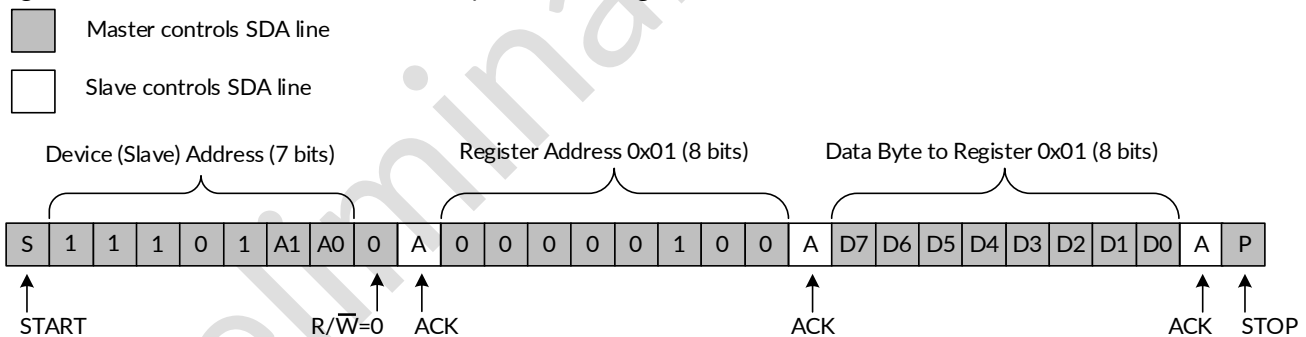 Master controls SDA line
Slave controls SDA line
Device (Slave) Address (7 bits) Register Address 0x01 (8 bits) Data Byte to Register 0x01 (8 bits)
S 1 1 1 0 1 A1 A0 0 A 0 0 0 0 0 1 0 0 A D7 D6 D5 D4 D3 D2 D1 D0 A P
START R/W̅=0 ACK ACK ACK STOP